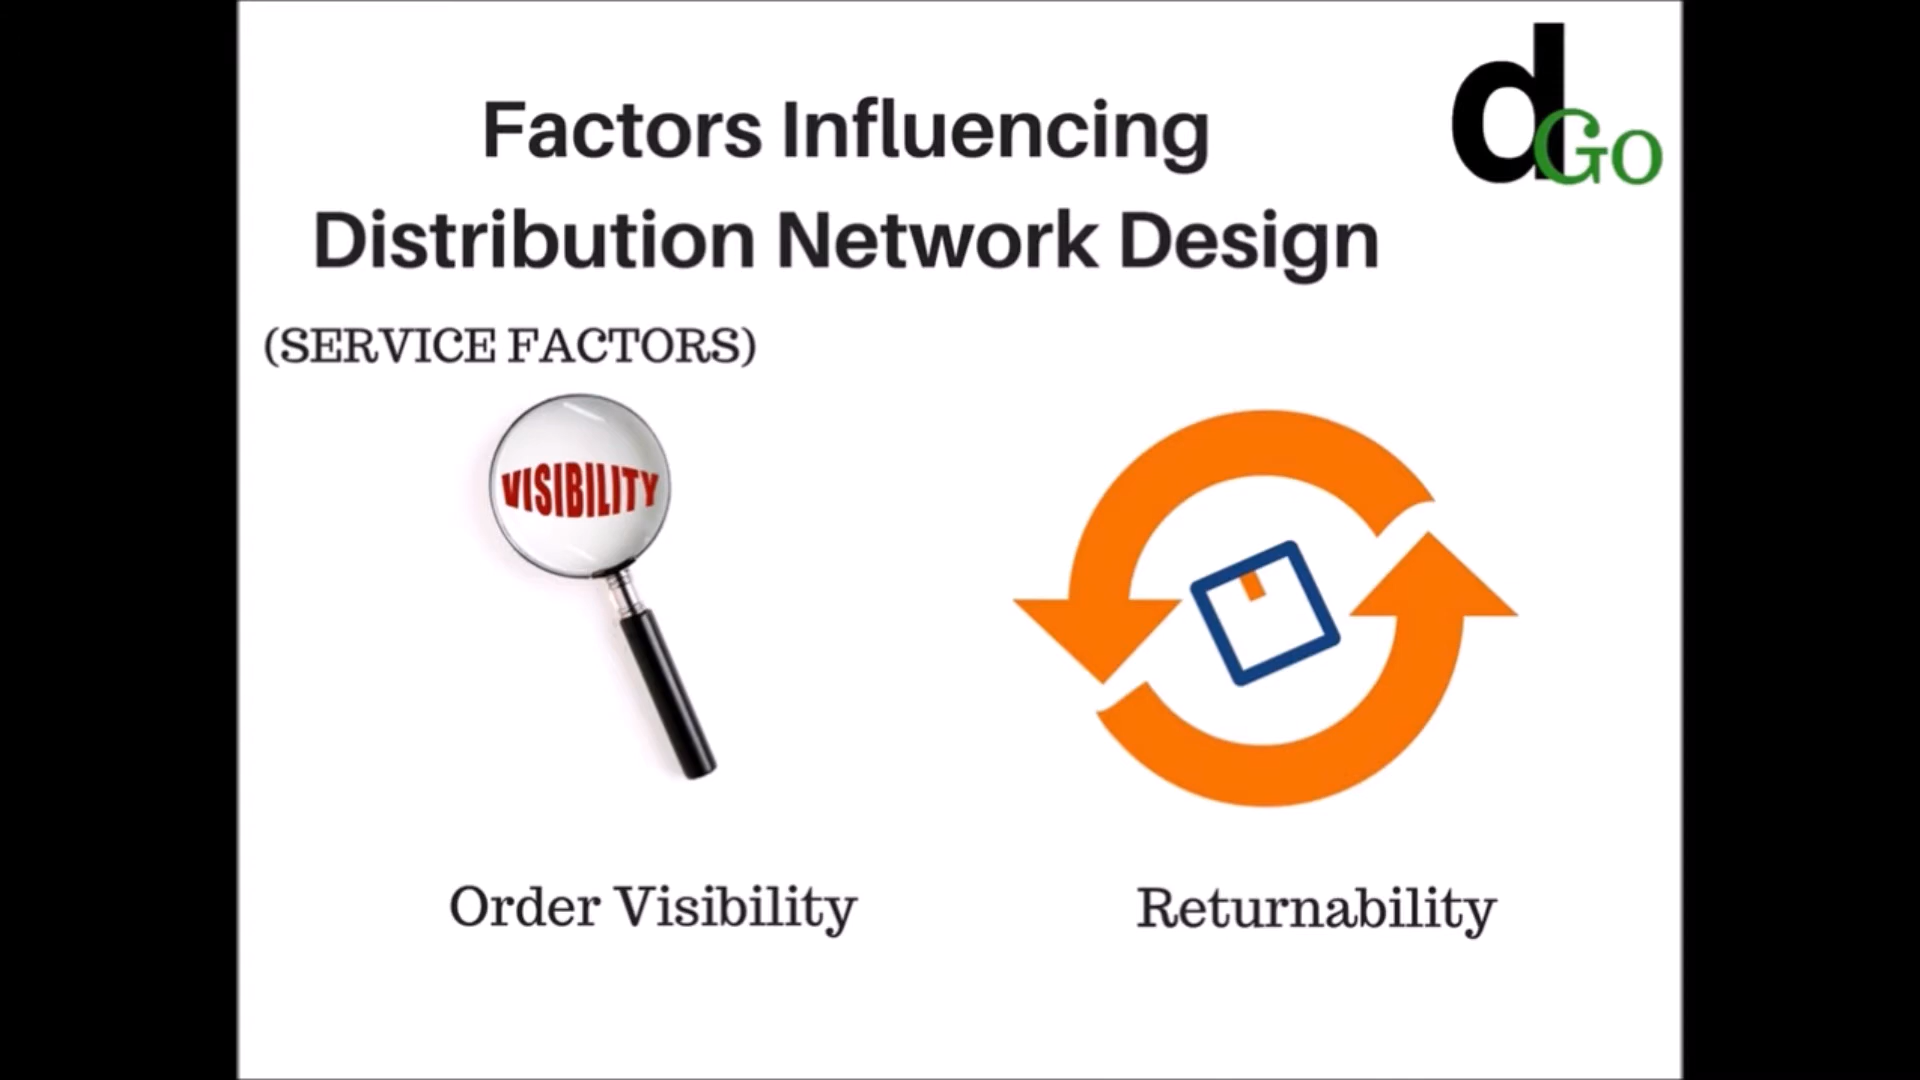 Factors Influencing
Distribution Network Design
dGo
(SERVICE FACTORS)
VISIBILITY
Order Visibility
Returnability